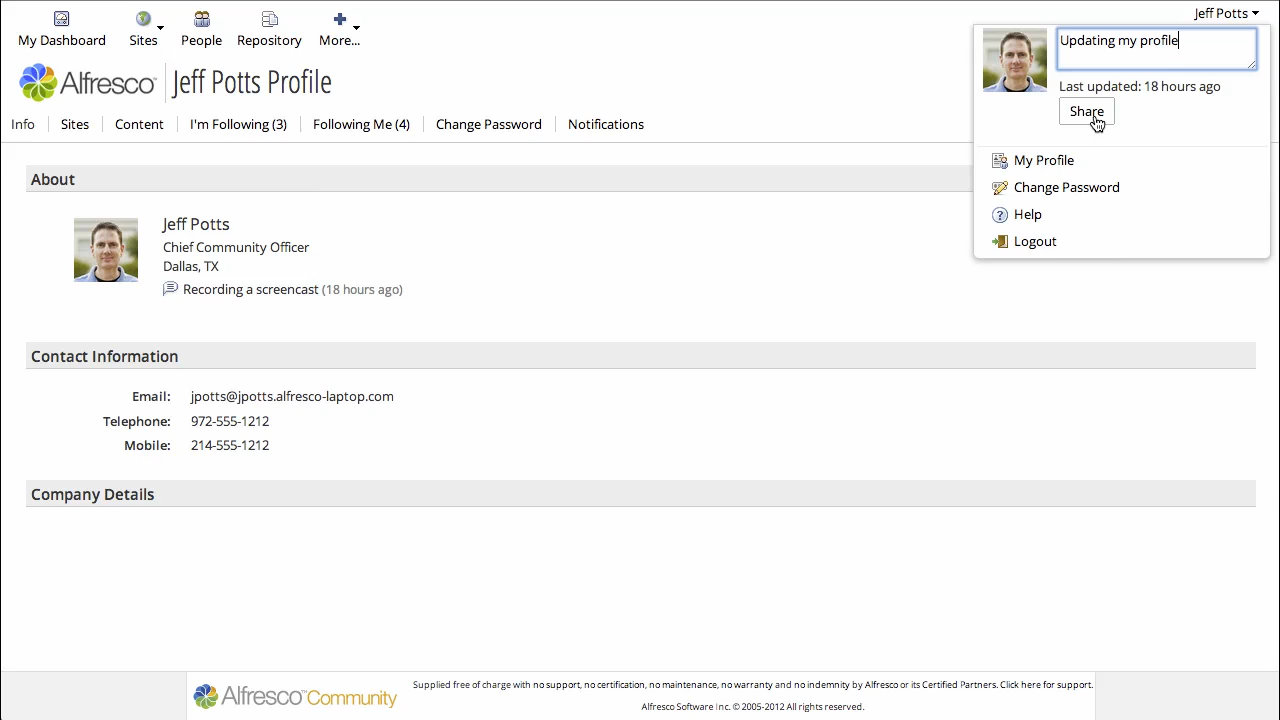 Jeff Potts
My Dashboard
Sites
People
Repository
More...
Alfresco™
Jeff Potts Profile
Updating my profile
Last updated: 18 hours ago
Share
Info
Sites
Content
I'm Following (3)
Following Me (4)
Change Password
Notifications
My Profile
Change Password
Help
Logout
About
Jeff Potts
Chief Community Officer
Dallas, TX
Recording a screencast (18 hours ago)
Contact Information
Email: jpotts@jpotts.alfresco-laptop.com
Telephone: 972-555-1212
Mobile: 214-555-1212
Company Details
Alfresco™ Community
Supplied free of charge with no support, no certification, no maintenance, no warranty and no indemnity by Alfresco or its Certified Partners. Click here for support.
Alfresco Software Inc. © 2005-2012 All rights reserved.